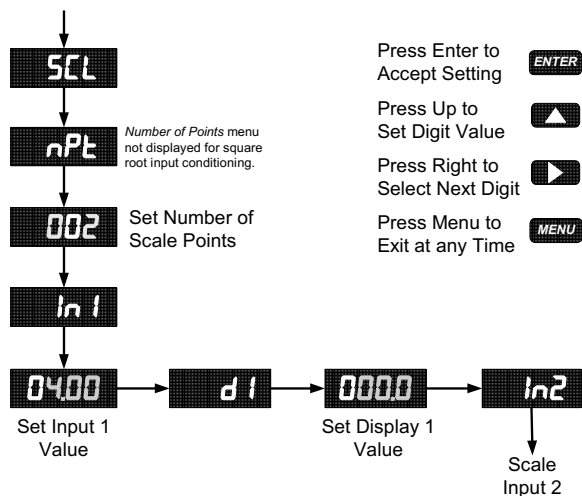 SCL
nPt
Number of Points menu
not displayed for square
root input conditioning.
002
Set Number of
Scale Points
In 1
04.00
d 1
000.0
In2
Set Input 1
Value
Set Display 1
Value
Scale
Input 2
Press Enter to
Accept Setting
ENTER
Press Up to
Set Digit Value
Press Right to
Select Next Digit
Press Menu to
Exit at any Time
MENU